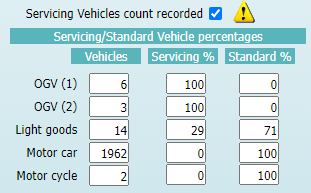 Servicing Vehicles count recorded
Servicing/Standard Vehicle percentages
Vehicles Servicing % Standard %
OGV (1) 6 100 0
OGV (2) 3 100 0
Light goods 14 29 71
Motor car 1962 0 100
Motor cycle 2 0 100